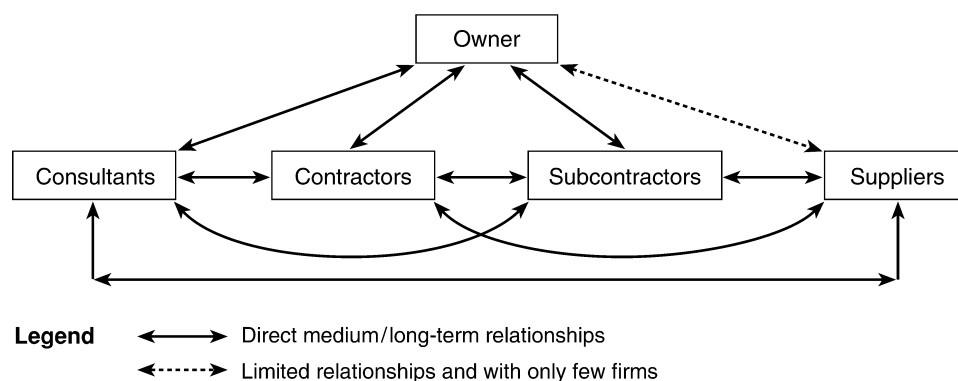 Owner
Consultants
Contractors
Subcontractors
Suppliers
Legend
Direct medium/long-term relationships
Limited relationships and with only few firms